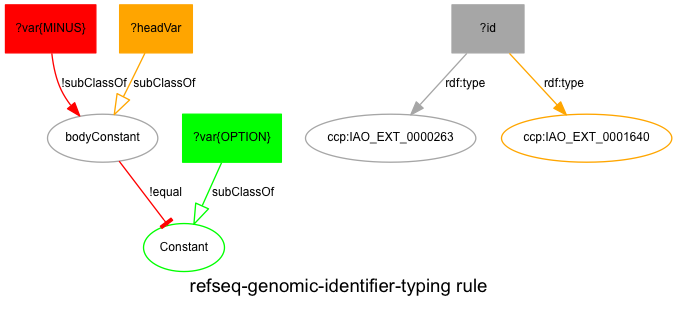 ?var{MINUS}
?headVar
?id
!subClassOf
subClassOf
rdf:type
rdf:type
bodyConstant
?var{OPTION}
ccp:IAO_EXT_0000263
ccp:IAO_EXT_0001640
!equal
subClassOf
Constant
refseq-genomic-identifier-typing rule